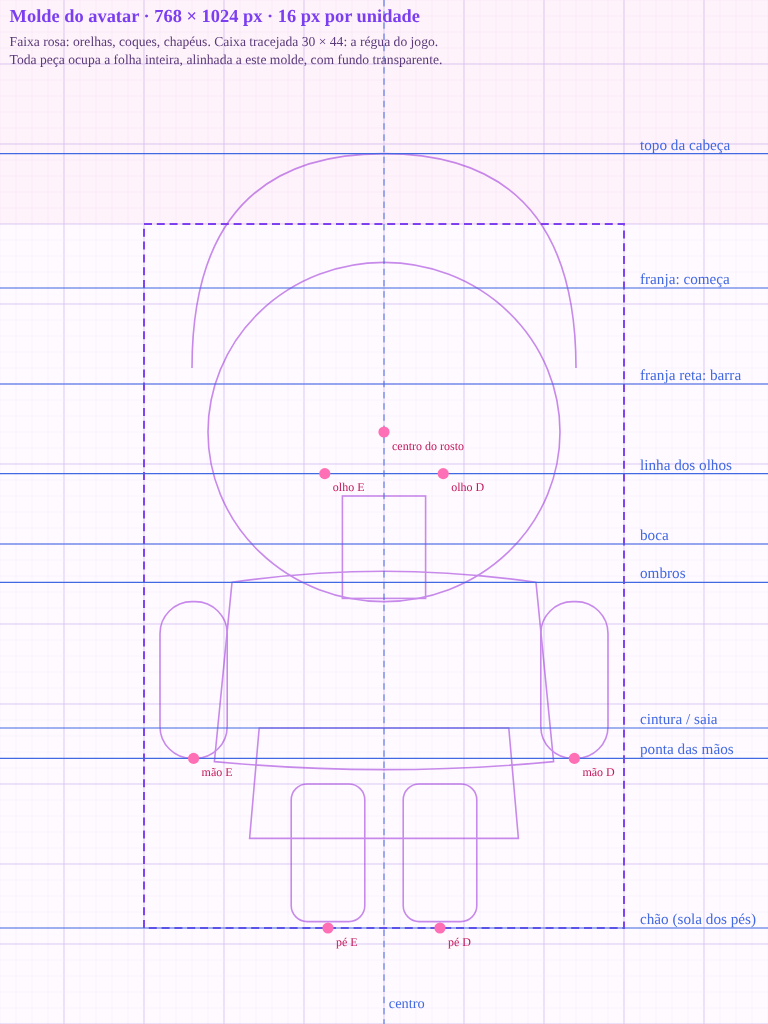 Molde do avatar · 768 × 1024 px · 16 px por unidade
Faixa rosa: orelhas, coques, chapéus. Caixa tracejada 30 × 44: a régua do jogo.
Toda peça ocupa a folha inteira, alinhada a este molde, com fundo transparente.
topo da cabeça
franja: começa
franja reta: barra
centro do rosto
linha dos olhos
olho E
olho D
boca
ombros
cintura / saia
ponta das mãos
mão E
mão D
chão (sola dos pés)
pé E
pé D
centro